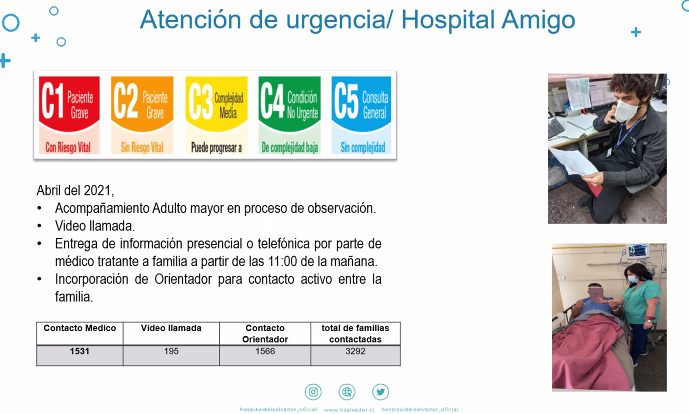 Atención de urgencia/ Hospital Amigo
C1 Paciente Grave
Con Riesgo Vital
C2 Paciente Grave
Sin Riesgo Vital
C3 Complejidad Media
Puede progresar a
C4 Condición No Urgente
De complejidad baja
C5 Consulta General
Sin complejidad
Abril del 2021,
• Acompañamiento Adulto mayor en proceso de observación.
• Video llamada.
• Entrega de información presencial o telefónica por parte de
médico tratante a familia a partir de las 11:00 de la mañana.
• Incorporación de Orientador para contacto activo entre la
familia.
Contacto Medico Video llamada Contacto Orientador total de familias contactadas
1531 195 1566 3292
hospitaldelsalvador_oficial www.hsalvador.cl hospitaldelsalvador_oficial